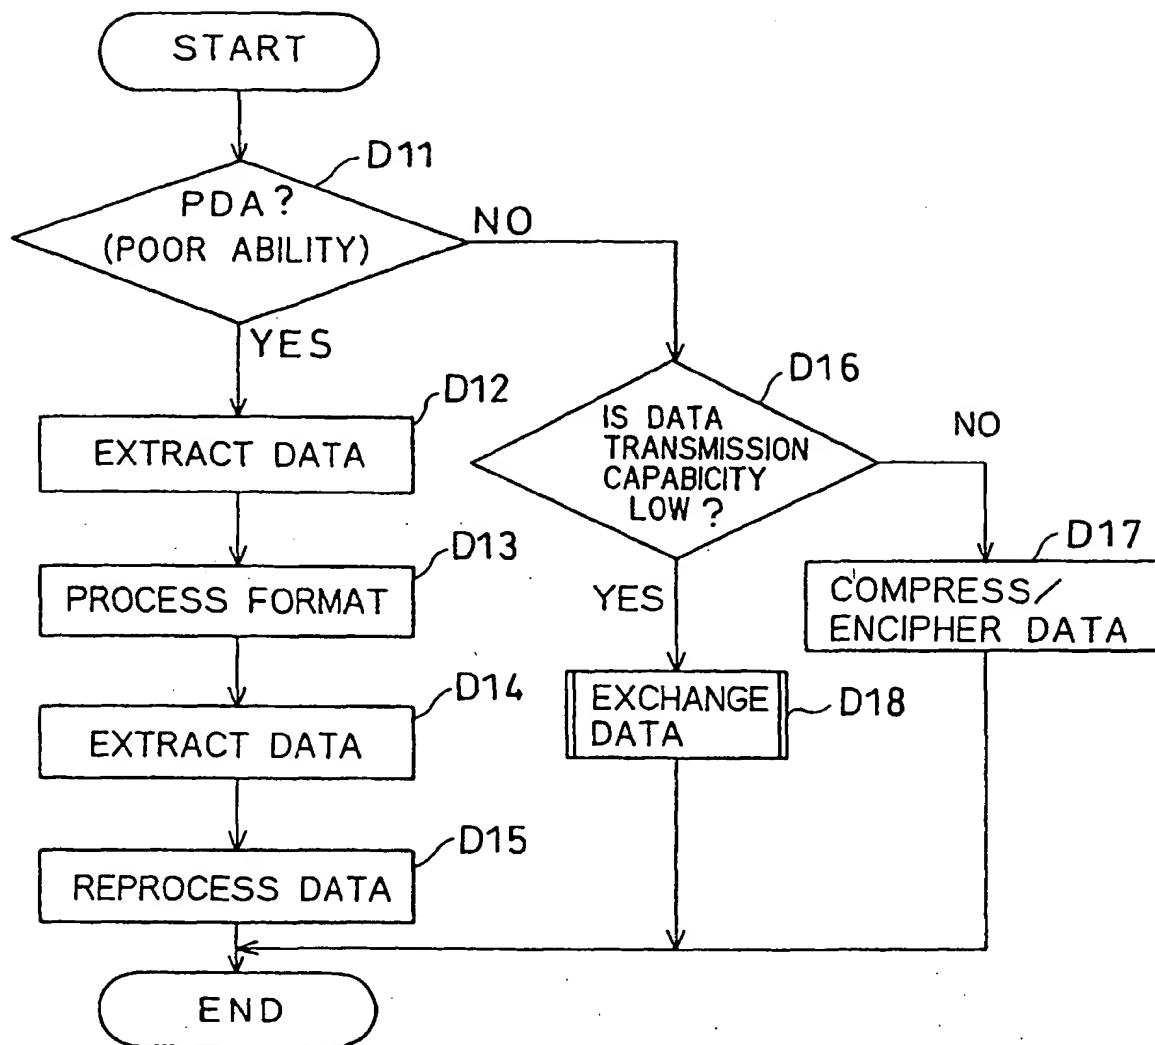 START
D11
PDA?
(POOR ABILITY)
NO
YES
D12
EXTRACT DATA
D13
PROCESS FORMAT
D14
EXTRACT DATA
D15
REPROCESS DATA
D16
IS DATA
TRANSMISSION
CAPABICITY
LOW?
NO
YES
D17
COMPRESS/
ENCIPHER DATA
EXCHANGE
DATA
D18
END